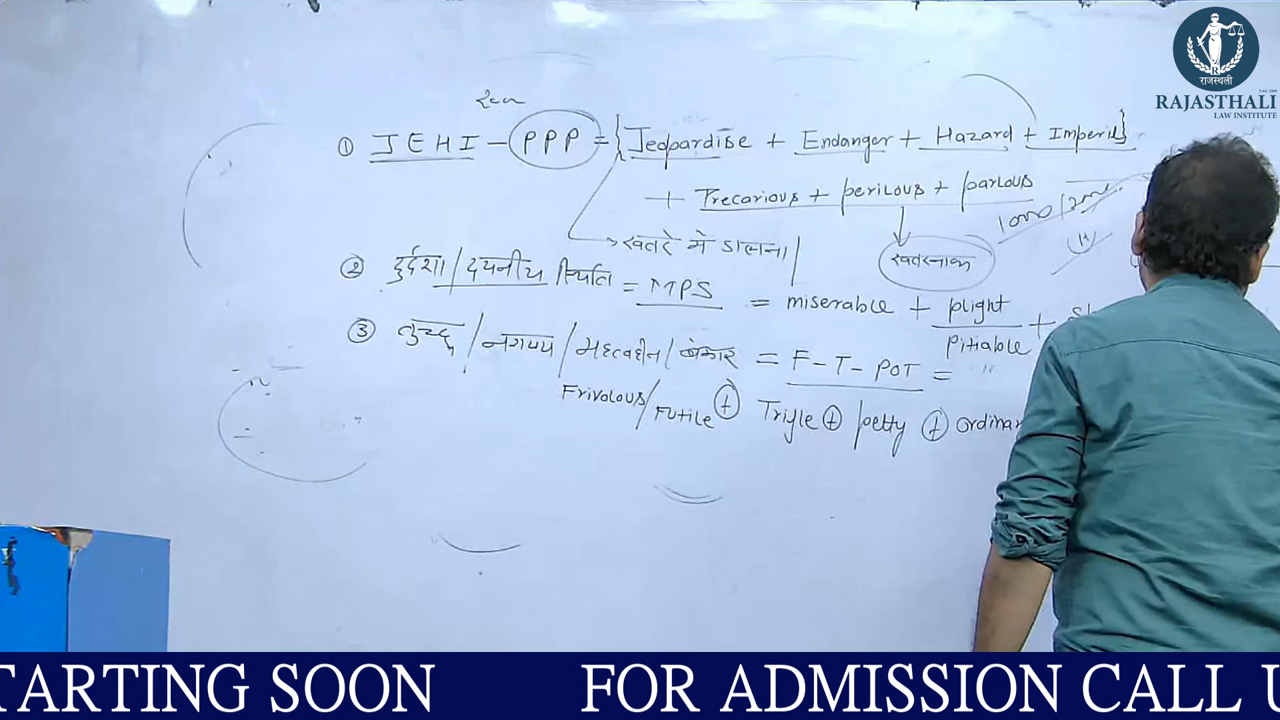 ① JEHI - PPP = { Jeopardise + Endanger + Hazard + Imperil }
+ Precarious + perilous + parlous
→ खतरे में डालना
खतरनाक
② दुर्दशा / दयनीय स्थिति = MPS = miserable + plight +
Pitiable "
③ तुच्छ / नगण्य / महत्वहीन / बेकार = F-T-POT =
Frivolous / Futile + Trifle + petty + ordinar
राजस्थली
RAJASTHALI
LAW INSTITUTE
TARTING SOON FOR ADMISSION CALL U